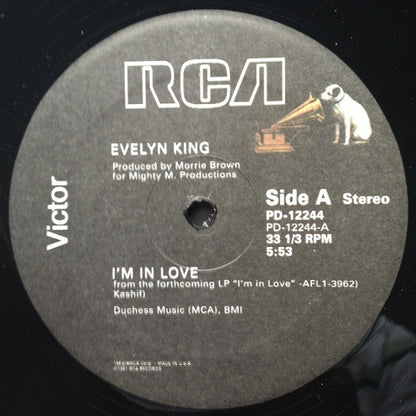 RCA
Victor
EVELYN KING
Produced by Morrie Brown
for Mighty M. Productions
Side A Stereo
PD-12244
PD-12244-A
33 1/3 RPM
5:53
I'M IN LOVE
from the forthcoming LP "I'm in Love" -AFL1-3962)
Kashif)
Duchess Music (MCA), BMI
MADE IN U.S.A.
1981 RCA RECORDS